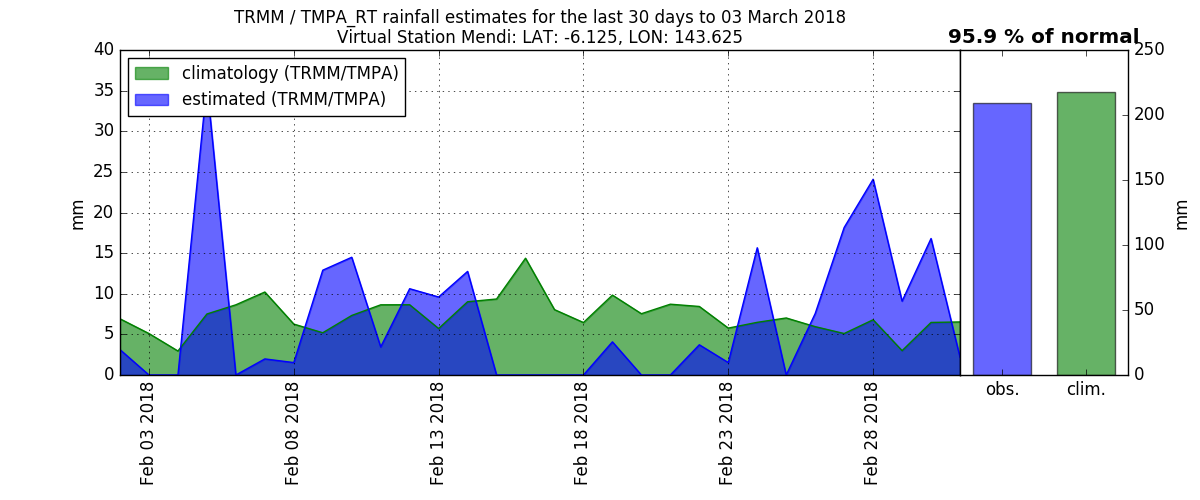 TRMM / TMPA_RT rainfall estimates for the last 30 days to 03 March 2018
Virtual Station Mendi: LAT: -6.125, LON: 143.625
95.9 % of normal
climatology (TRMM/TMPA)
estimated (TRMM/TMPA)
40
35
30
25
20
15
10
5
0
mm
Feb 03 2018
Feb 08 2018
Feb 13 2018
Feb 18 2018
Feb 23 2018
Feb 28 2018
250
200
150
100
50
0
mm
obs.
clim.